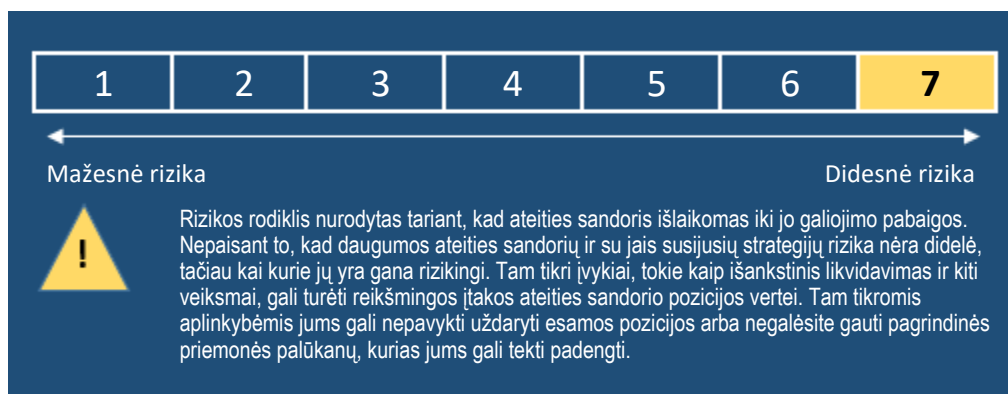 1 2 3 4 5 6 7
Mažesnė rizika Didesnė rizika
!
Rizikos rodiklis nurodytas tariant, kad ateities sandoris išlaikomas iki jo galiojimo pabaigos.
Nepaisant to, kad daugumos ateities sandorių ir su jais susijusių strategijų rizika nėra didelė,
tačiau kai kurie jų yra gana rizikingi. Tam tikri įvykiai, tokie kaip išankstinis likvidavimas ir kiti
veiksmai, gali turėti reikšmingos įtakos ateities sandorio pozicijos vertei. Tam tikromis
aplinkybėmis jums gali nepavykti uždaryti esamos pozicijos arba negalėsite gauti pagrindinės
priemonės palūkanų, kurias jums gali tekti padengti.